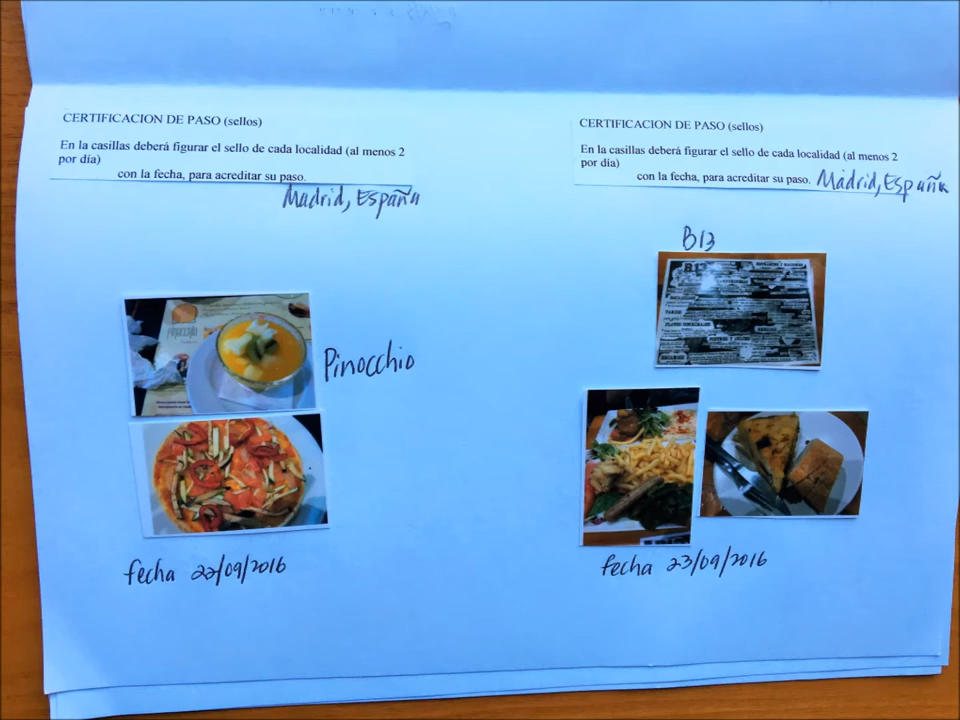 CERTIFICACION DE PASO (sellos)
En la casillas deberá figurar el sello de cada localidad (al menos 2
por día)
con la fecha, para acreditar su paso.
Madrid, España
Pinocchio
fecha 22/09/2016
CERTIFICACION DE PASO (sellos)
En la casillas deberá figurar el sello de cada localidad (al menos 2
por día)
con la fecha, para acreditar su paso. Madrid, España
B13
B13
fecha 23/09/2016